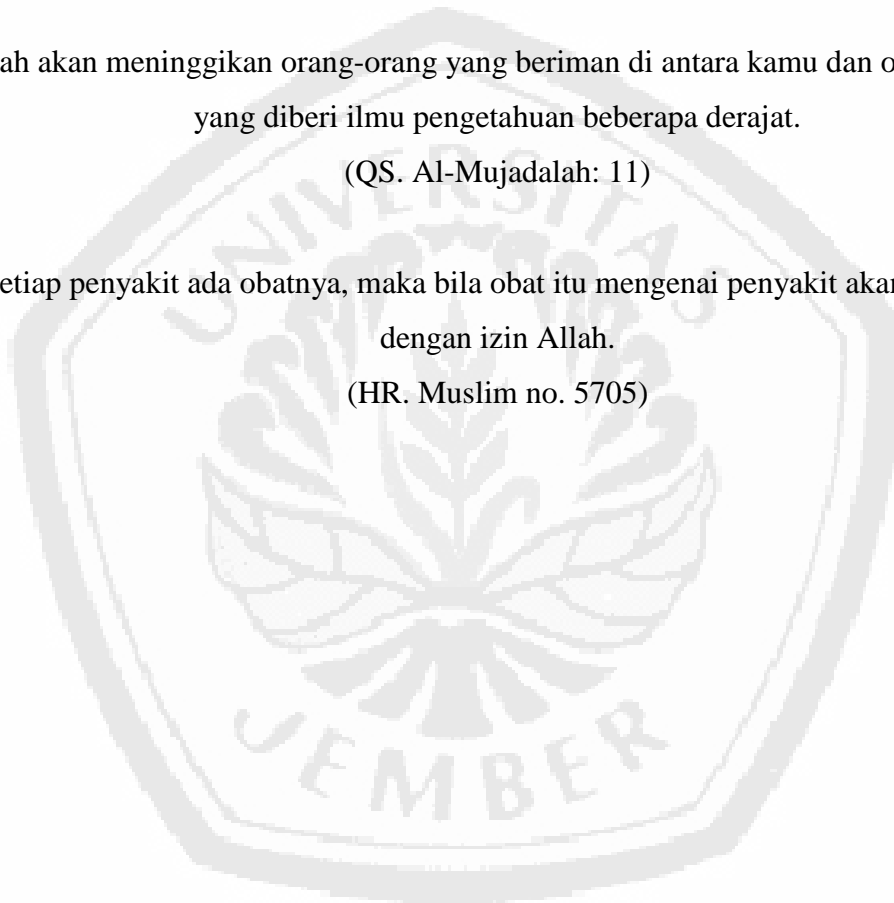 ah akan meninggikan orang-orang yang beriman di antara kamu dan o
yang diberi ilmu pengetahuan beberapa derajat.
(QS. Al-Mujadalah: 11)
etiap penyakit ada obatnya, maka bila obat itu mengenai penyakit akan
dengan izin Allah.
(HR. Muslim no. 5705)
UNIVERSITAS
JEMBER